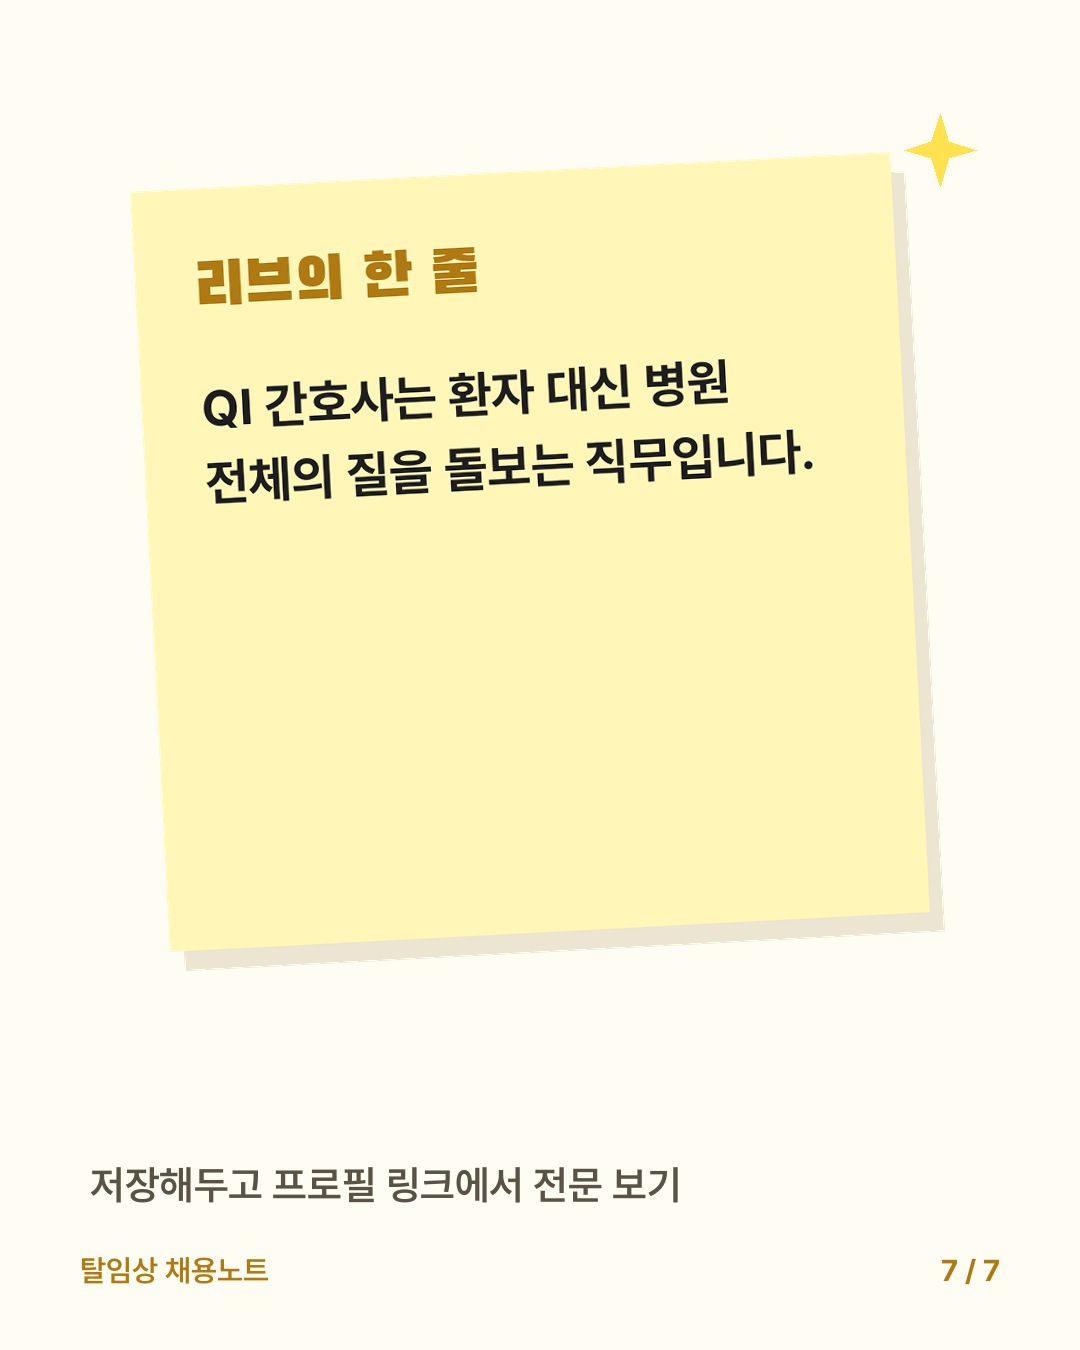 리브의 한 줄
QI 간호사는 환자 대신 병원
전체의 질을 돌보는 직무입니다.
저장해두고 프로필 링크에서 전문 보기
탈임상 채용노트
7 / 7